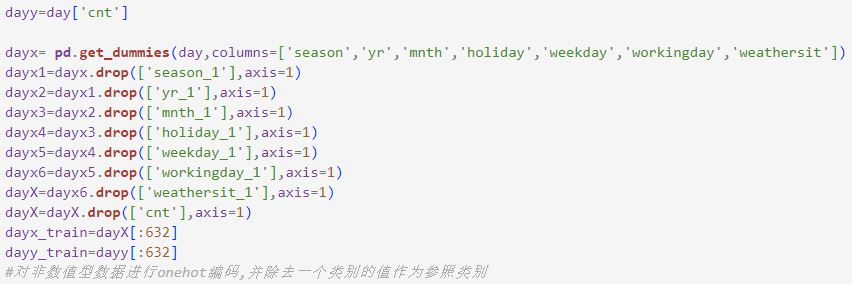 dayy=day['cnt']
dayx= pd.get_dummies(day,columns=['season','yr','mnth','holiday','weekday','workingday','weathersit'])
dayx1=dayx.drop(['season_1'],axis=1)
dayx2=dayx1.drop(['yr_1'],axis=1)
dayx3=dayx2.drop(['mnth_1'],axis=1)
dayx4=dayx3.drop(['holiday_1'],axis=1)
dayx5=dayx4.drop(['weekday_1'],axis=1)
dayx6=dayx5.drop(['workingday_1'],axis=1)
dayX=dayx6.drop(['weathersit_1'],axis=1)
dayX=dayX.drop(['cnt'],axis=1)
dayx_train=dayX[:632]
dayy_train=dayy[:632]
#对非数值型数据进行onehot编码,并除去一个类别的值作为参照类别